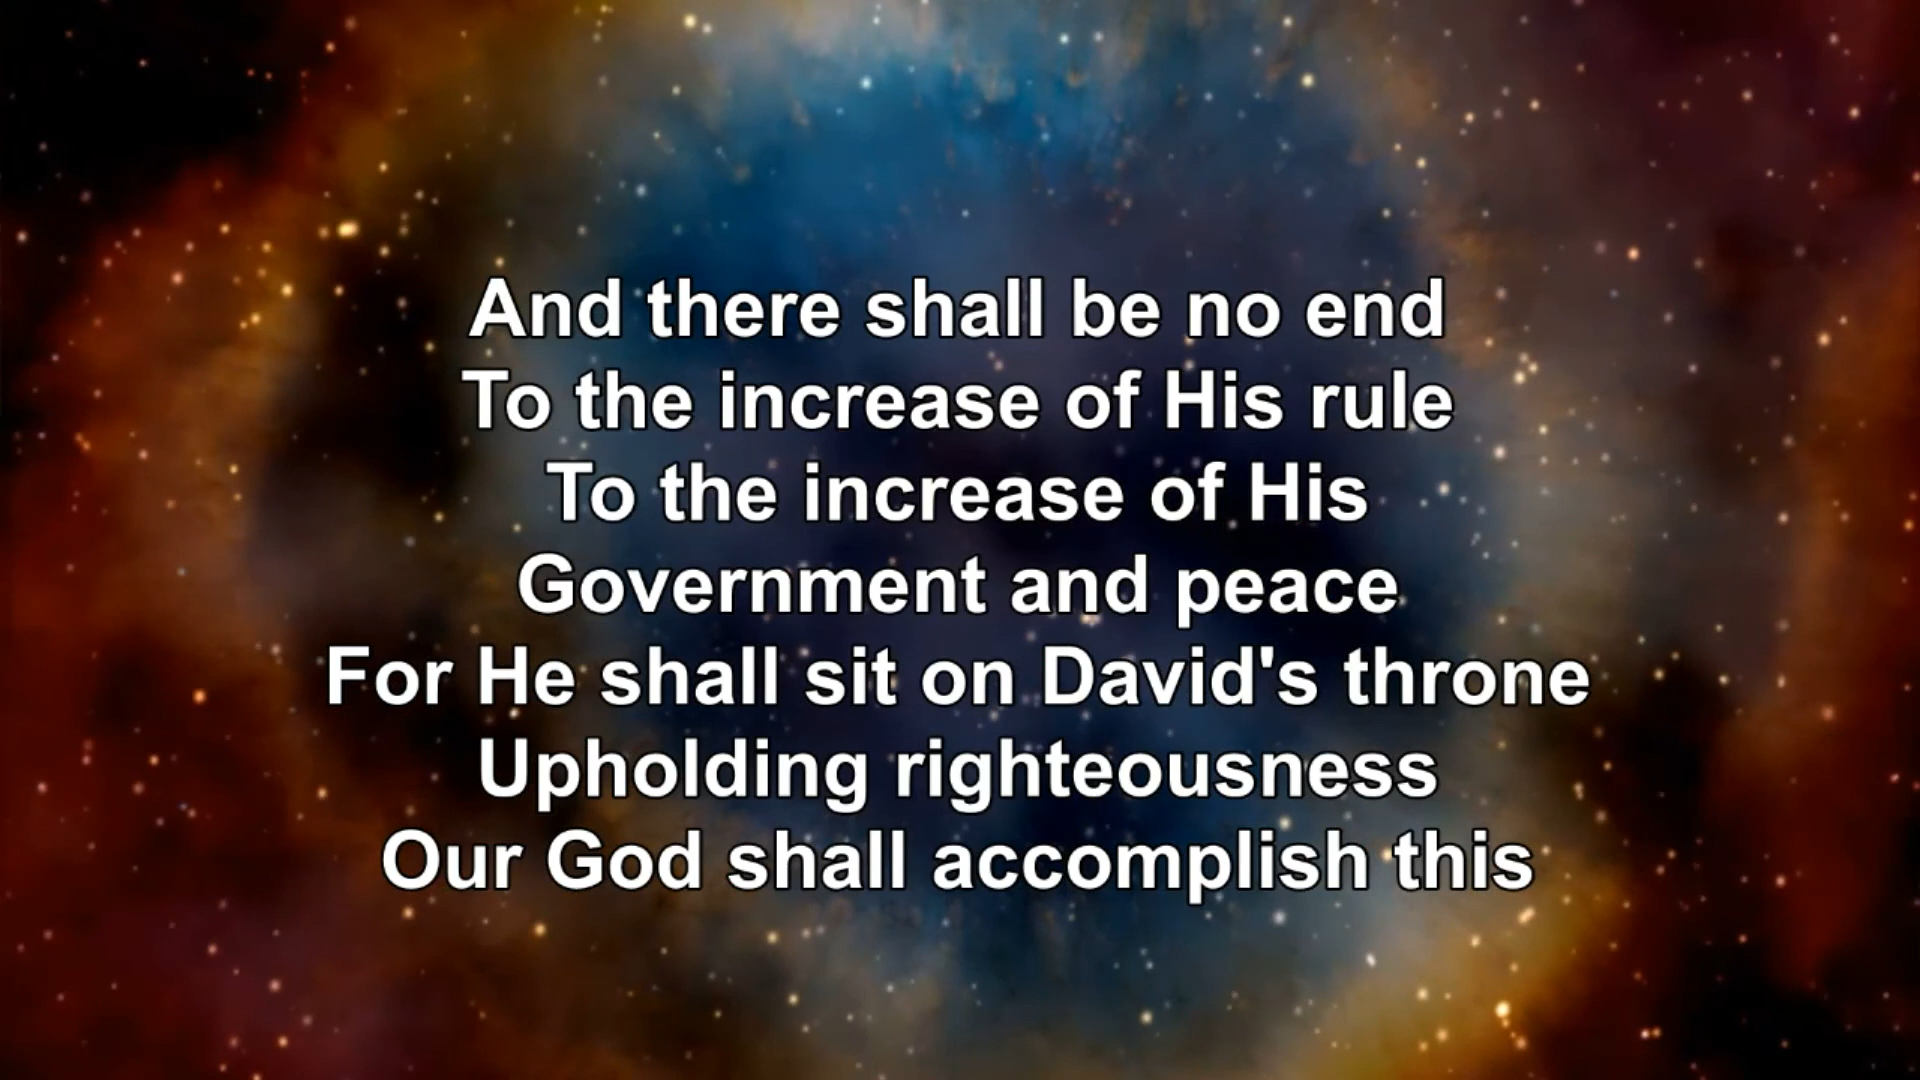 And there shall be no end
To the increase of His rule
To the increase of His
Government and peace
For He shall sit on David's throne
Upholding righteousness
Our God shall accomplish this